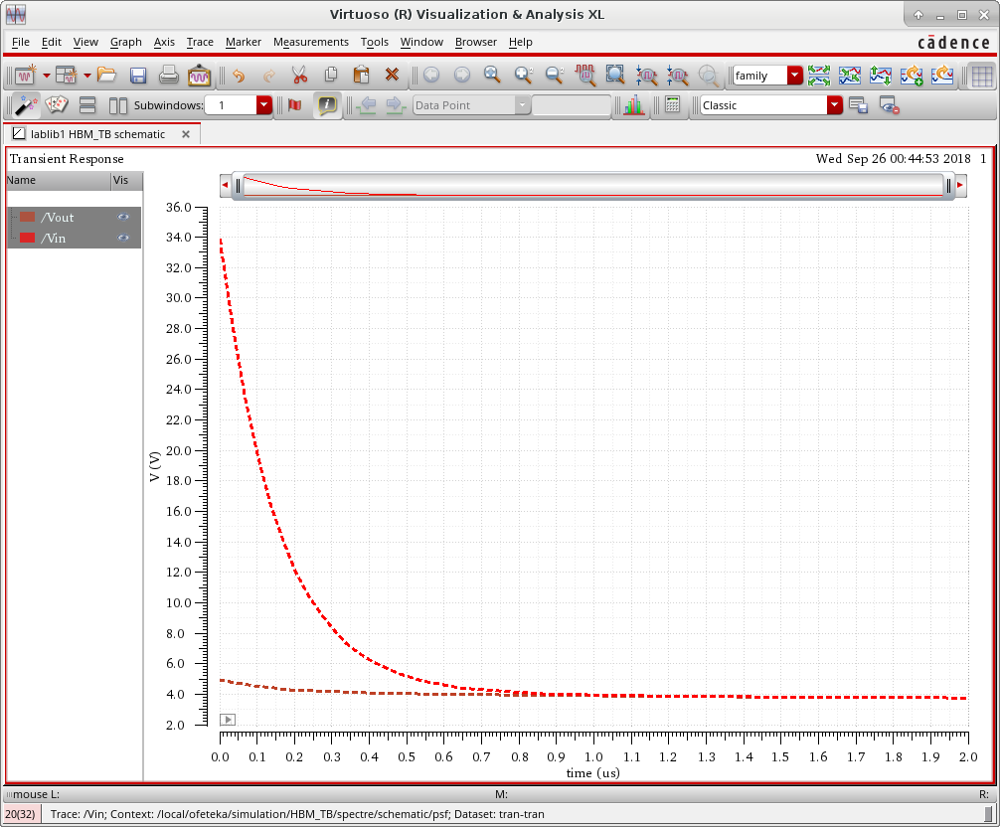 Virtuoso (R) Visualization & Analysis XL
File Edit View Graph Axis Trace Marker Measurements Tools Window Browser Help
cādence
family
Subwindows: 1
Data Point
Classic
lablib1 HBM_TB schematic
Transient Response
Wed Sep 26 00:44:53 2018 1
Name Vis
/Vout
/Vin
36.0
34.0
32.0
30.0
28.0
26.0
24.0
22.0
20.0
18.0
16.0
14.0
12.0
10.0
8.0
6.0
4.0
2.0
V (V)
0.0 0.1 0.2 0.3 0.4 0.5 0.6 0.7 0.8 0.9 1.0 1.1 1.2 1.3 1.4 1.5 1.6 1.7 1.8 1.9 2.0
time (us)
mouse L: M: R:
20(32) Trace: /Vin; Context: /local/ofeteka/simulation/HBM_TB/spectre/schematic/psf; Dataset: tran-tran